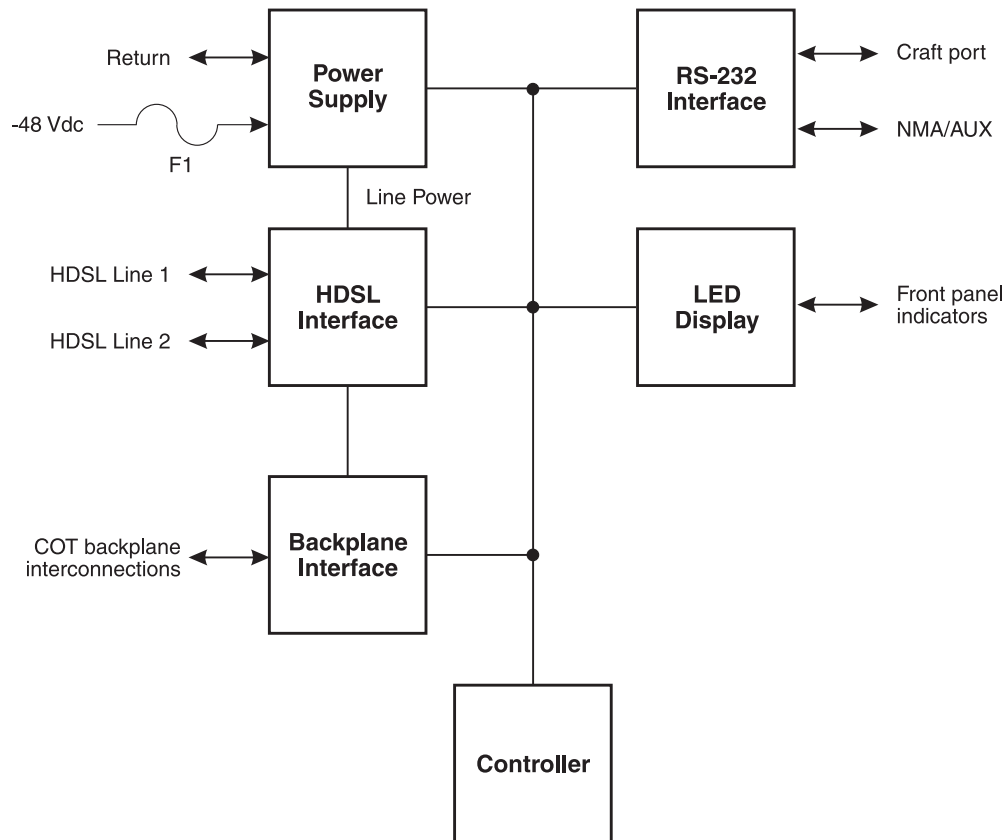 Return
-48 Vdc
F1
Power
Supply
RS-232
Interface
Craft port
NMA/AUX
Line Power
HDSL Line 1
HDSL Line 2
HDSL
Interface
LED
Display
Front panel
indicators
COT backplane
interconnections
Backplane
Interface
Controller